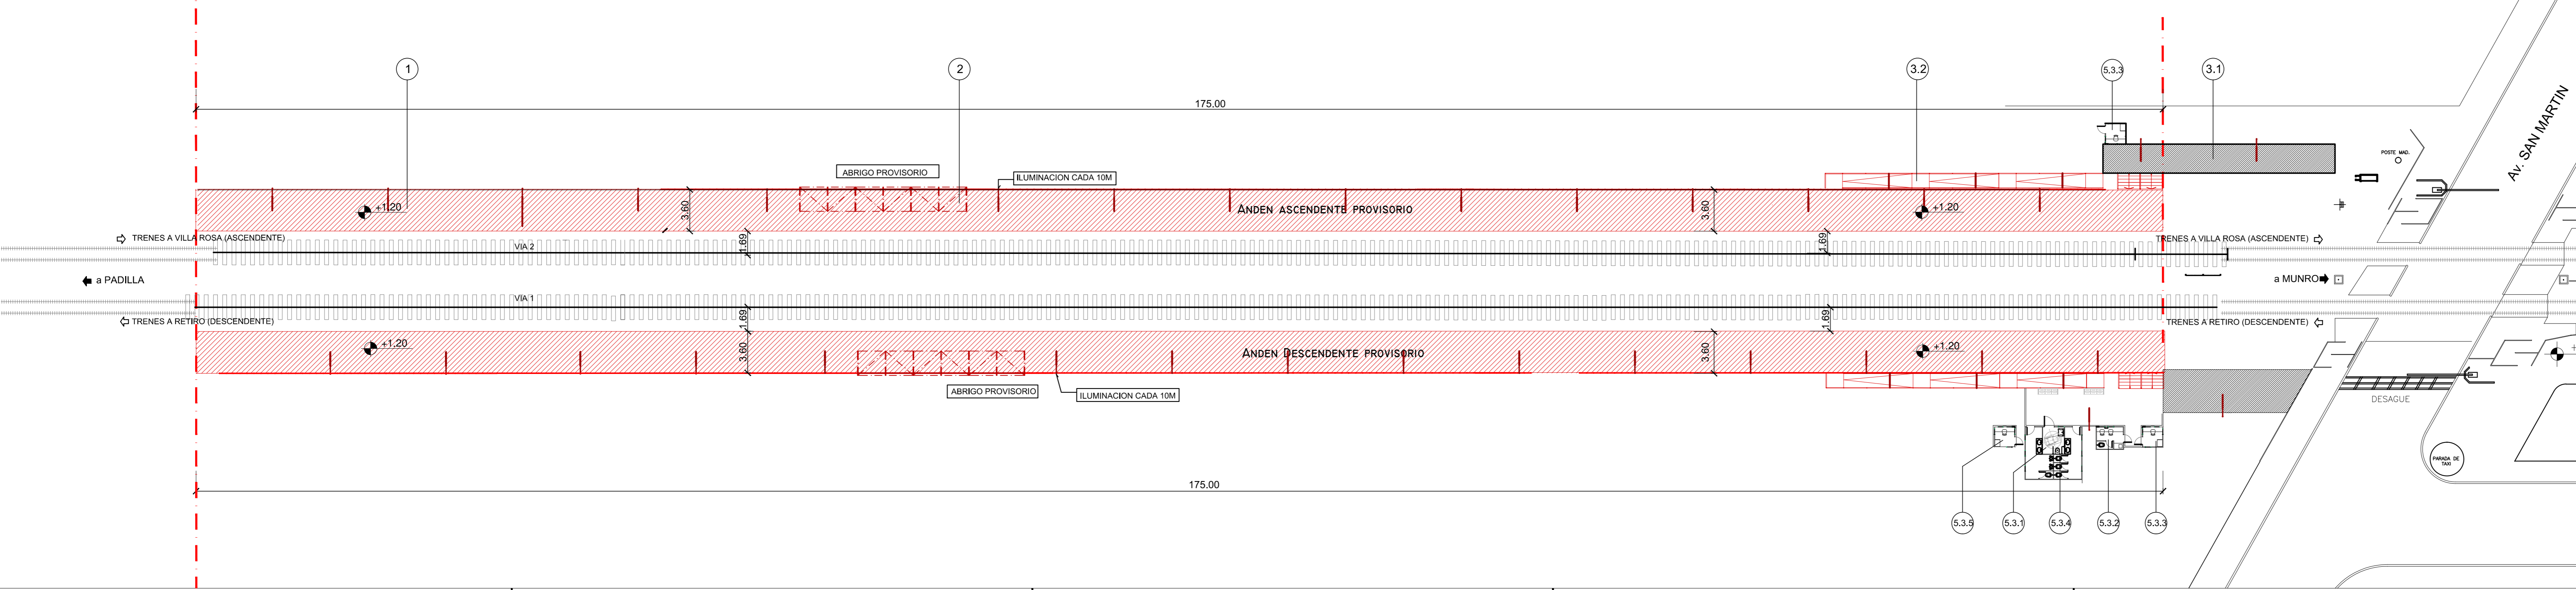 1
2
3.2
5.3.3
3.1
175.00
Av. SAN MARTIN
POSTE MAD.
ABRIGO PROVISORIO
ILUMINACION CADA 10M
+1.20
3.60
ANDEN ASCENDENTE PROVISORIO
3.60
+1.20
TRENES A VILLA ROSA (ASCENDENTE)
VIA 2
1.69
1.69
TRENES A VILLA ROSA (ASCENDENTE)
a PADILLA
a MUNRO
VIA 1
TRENES A RETIRO (DESCENDENTE)
1.69
1.69
TRENES A RETIRO (DESCENDENTE)
+1.20
3.60
ANDEN DESCENDENTE PROVISORIO
3.60
+1.20
ABRIGO PROVISORIO
ILUMINACION CADA 10M
DESAGUE
PARADA DE
TAXI
175.00
5.3.5
5.3.1
5.3.4
5.3.2
5.3.3